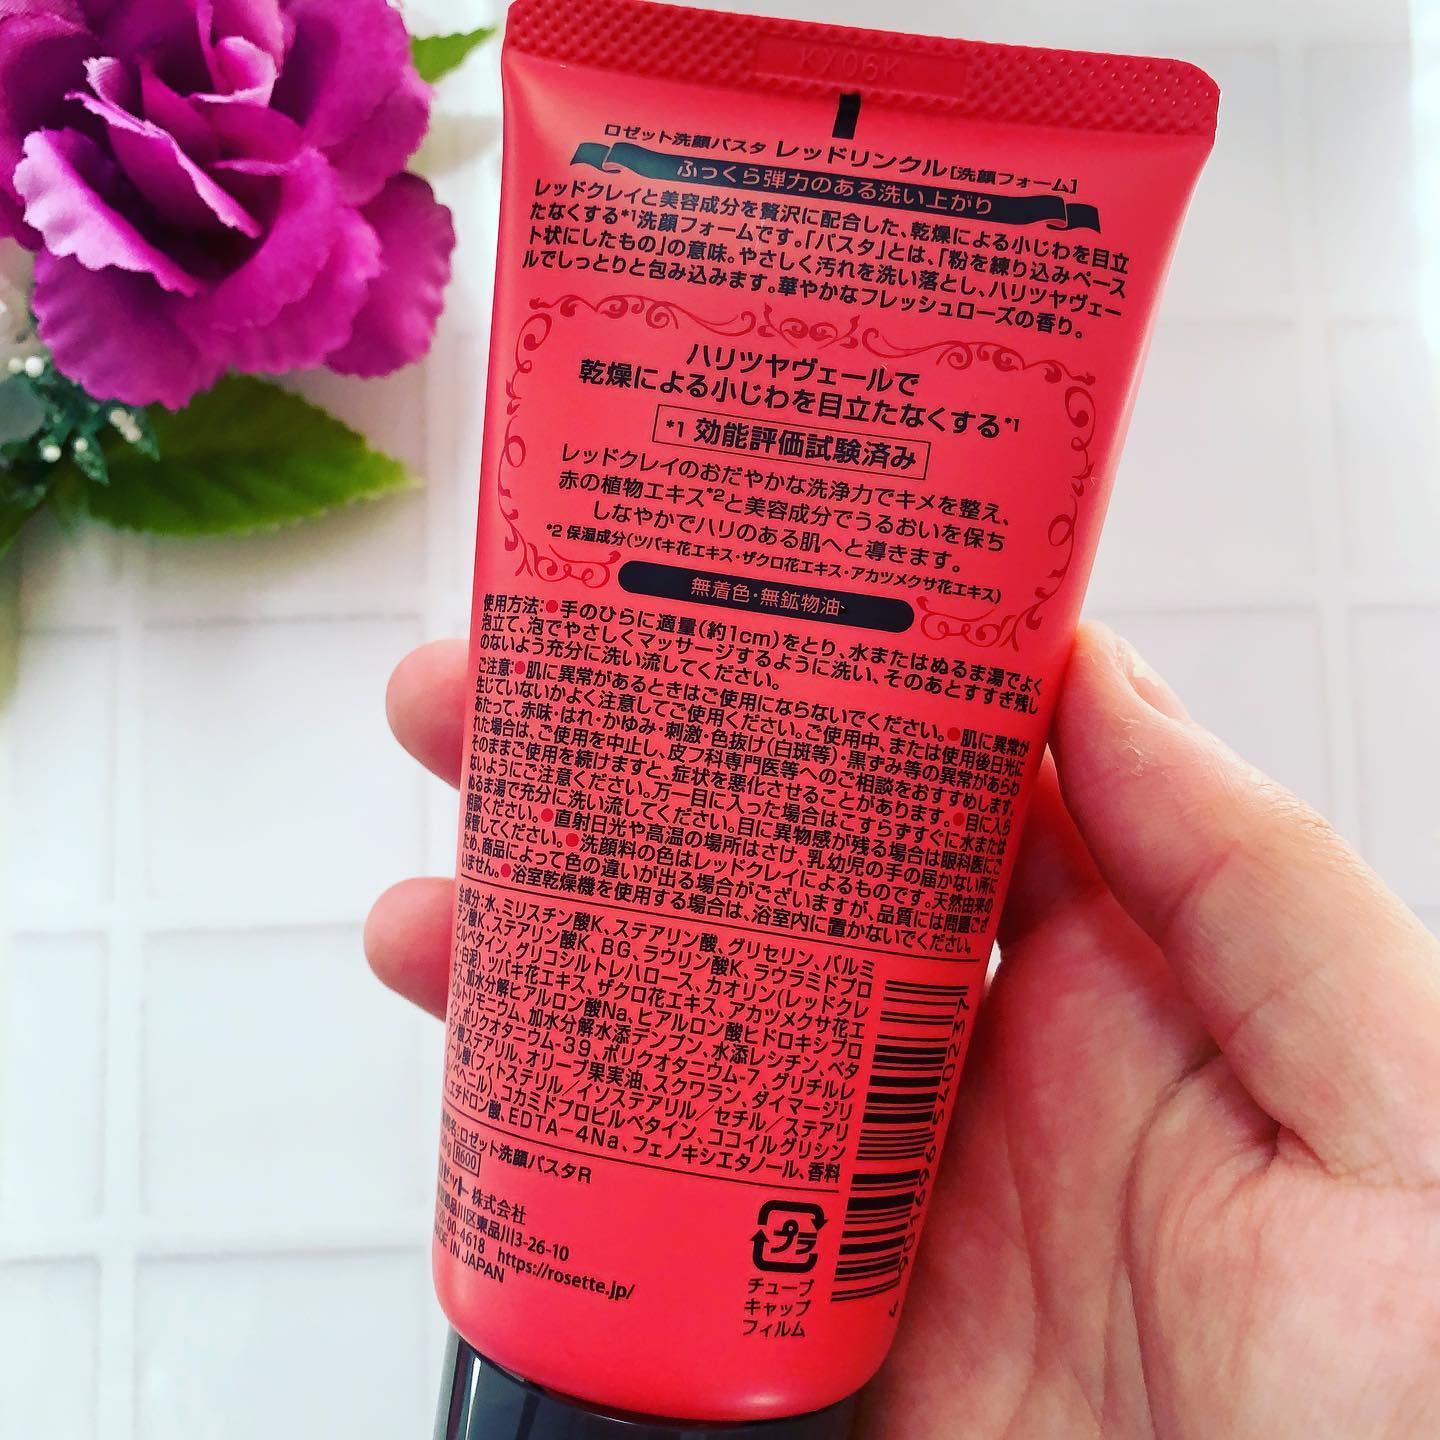 K706K
ロゼット洗顔パスタ レッドリンクル [洗顔フォーム]
ふっくら弾力のある洗い上がり
レッドクレイと美容成分を贅沢に配合した、乾燥による小じわを目立
たなくする*1洗顔フォームです。「パスタ」とは、「粉を練り込みペース
ト状にしたもの」の意味。やさしく汚れを洗い落とし、ハリツヤヴェー
ルでしっとりと包み込みます。華やかなフレッシュローズの香り。
ハリツヤヴェールで
乾燥による小じわを目立たなくする*1
*1 効能評価試験済み
レッドクレイのおだやかな洗浄力でキメを整え、
赤の植物エキス*2と美容成分でうるおいを保ち
しなやかでハリのある肌へと導きます。
*2 保湿成分(ツバキ花エキス・ザクロ花エキス・アカツメクサ花エキス)
無着色・無鉱物油
使用方法:●手のひらに適量(約1cm)をとり、水またはぬるま湯でよく
泡立て、泡でやさしくマッサージするように洗い、そのあとすすぎ残し
のないよう充分に洗い流してください。
ご注意:●肌に異常があるときはご使用にならないでください。●肌に異常が
生じていないかよく注意してご使用ください。ご使用中、または使用後日光に
あたって、赤味・はれ・かゆみ・刺激・色抜け(白斑等)・黒ずみ等の異常があらわ
れた場合は、ご使用を中止し、皮フ科専門医等へのご相談をおすすめします。
そのままご使用を続けますと、症状を悪化させることがあります。●目に入ら
ないようにご注意ください。万一目に入った場合はこすらずすぐに水または
ぬるま湯で充分に洗い流してください。目に異物感が残る場合は眼科医にご
相談ください。●直射日光や高温の場所はさけ、乳幼児の手の届かない所に
保管してください。●洗顔料の色はレッドクレイによるものです。天然由来の
ため、商品によって色の違いが出る場合がございますが、品質には問題ござ
いません。●浴室乾燥機を使用する場合は、浴室内に置かないでください。
全成分:水、ミリスチン酸K、ステアリン酸、グリセリン、パルミ
チン酸K、ステアリン酸K、BG、ラウリン酸K、ラウラミドプロ
ピルベタイン、グリコシルトレハロース、カオリン(レッドクレ
イ・白泥)、ツバキ花エキス、ザクロ花エキス、アカツメクサ花エ
キス、加水分解ヒアルロン酸Na、ヒアルロン酸ヒドロキシプロ
ピルトリモニウム、加水分解水添デンプン、水添レシチン、ベタ
イン、ポリクオタニウム-39、ポリクオタニウム-7、グリチルレ
チン酸ステアリル、オリーブ果実油、スクワラン、ダイマージリ
ノール酸(フィトステリル/イソステアリル/セチル/ステアリ
ル/ベヘニル)、コカミドプロピルベタイン、ココイルグリシン
K、エチドロン酸、EDTA-4Na、フェノキシエタノール、香料
ロゼット洗顔パスタR
R600
ロゼット 株式会社
品川区東品川3-26-10
00-4618 https://rosette.jp/
MADE IN JAPAN
プラ
チューブ
キャップ
フィルム